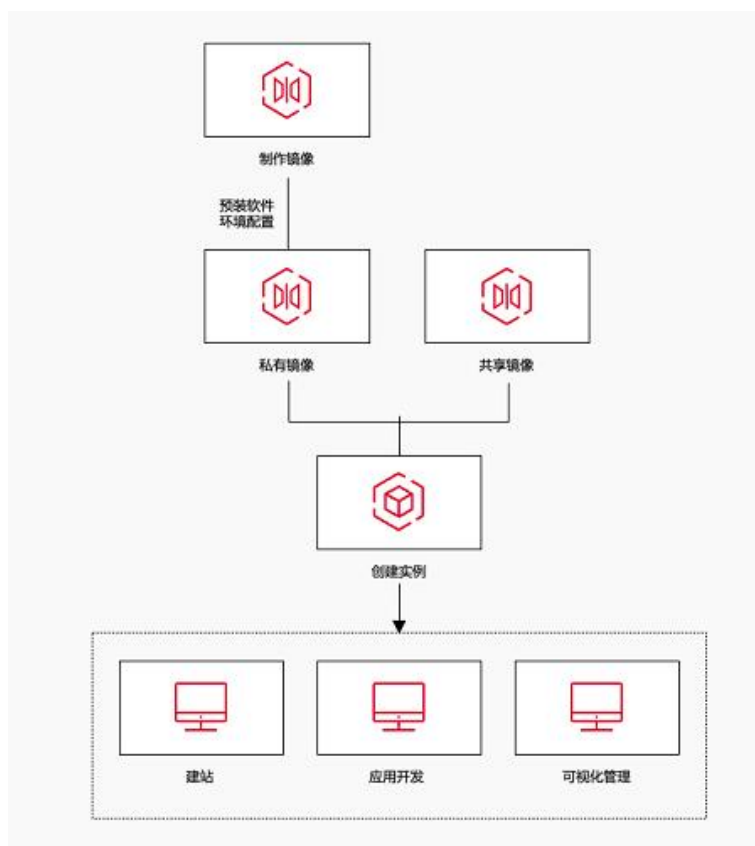 制作镜像
预装软件
环境配置
私有镜像
共享镜像
创建实例
建站
应用开发
可视化管理